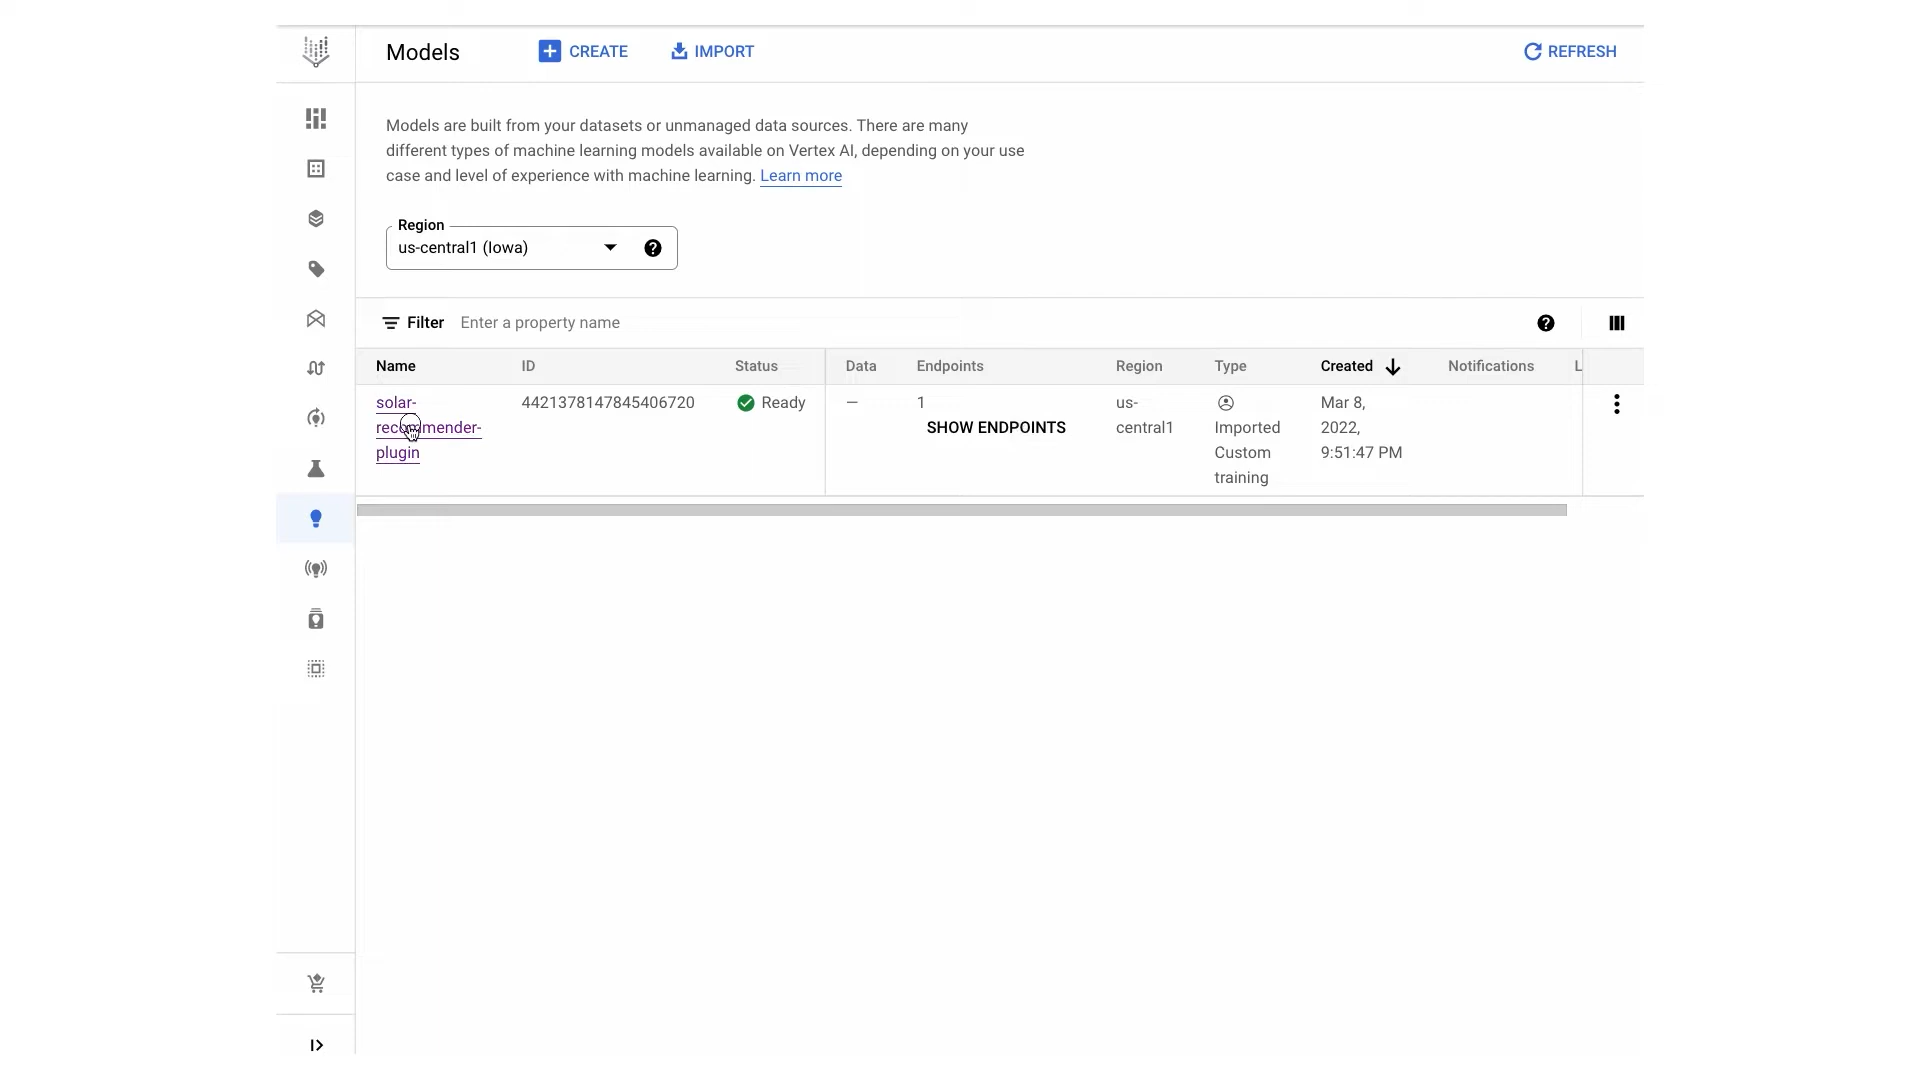 Models
CREATE
IMPORT
REFRESH
Models are built from your datasets or unmanaged data sources. There are many
different types of machine learning models available on Vertex AI, depending on your use
case and level of experience with machine learning. Learn more
Region
us-central1 (Iowa)
Filter Enter a property name
Name ID Status Data Endpoints Region Type Created Notifications L
solar-
recommender-
plugin
4421378147845406720
Ready
–
1
SHOW ENDPOINTS
us-
central1
Imported
Custom
training
Mar 8,
2022,
9:51:47 PM